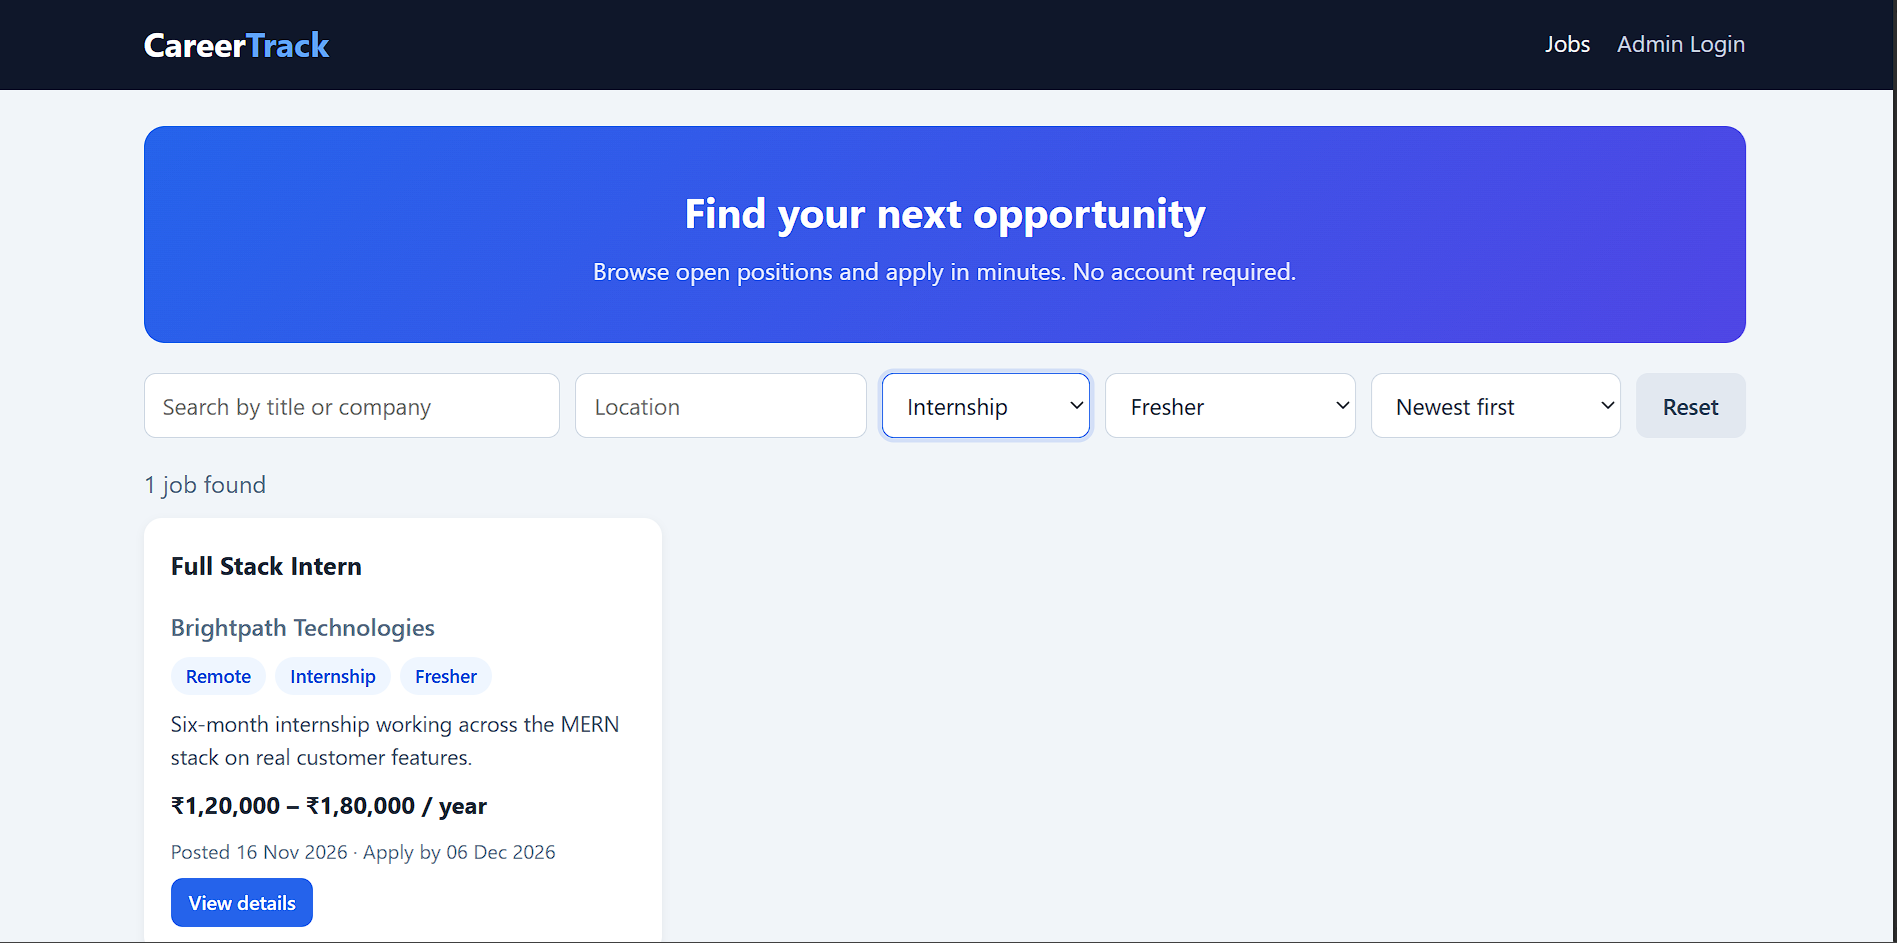 CareerTrack
Jobs
Admin Login
Find your next opportunity
Browse open positions and apply in minutes. No account required.
Search by title or company
Location
Internship
Fresher
Newest first
Reset
1 job found
Full Stack Intern
Brightpath Technologies
Remote
Internship
Fresher
Six-month internship working across the MERN
stack on real customer features.
₹1,20,000 – ₹1,80,000 / year
Posted 16 Nov 2026 · Apply by 06 Dec 2026
View details